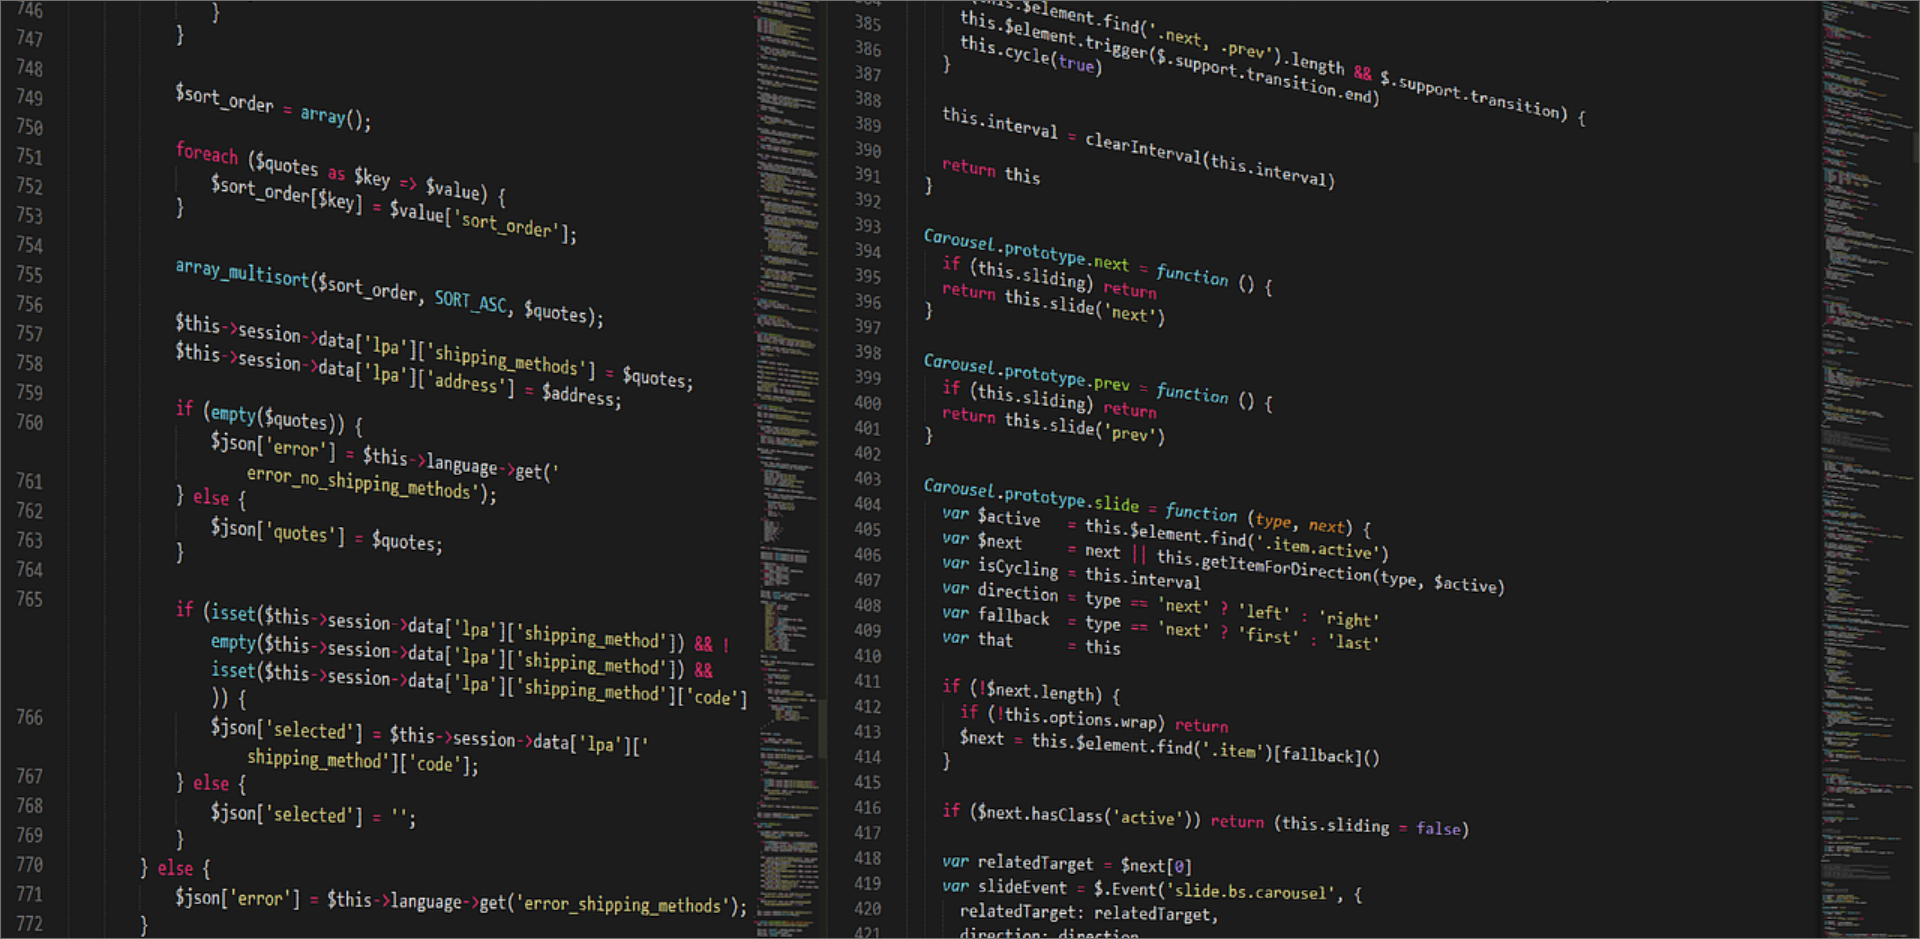 746
747
748
749
750
751
752
753
754
755
756
757
758
759
760
761
762
763
764
765
766
767
768
769
770
771
772
}
}
$sort_order = array();
foreach ($quotes as $key => $value) {
$sort_order[$key] = $value['sort_order'];
}
array_multisort($sort_order, SORT_ASC, $quotes);
$this->session->data['lpa']['shipping_methods'] = $quotes;
$this->session->data['lpa']['address'] = $address;
if (empty($quotes)) {
$json['error'] = $this->language->get('
error_no_shipping_methods');
} else {
$json['quotes'] = $quotes;
}
if (isset($this->session->data['lpa']['shipping_method']) && !
empty($this->session->data['lpa']['shipping_method']) &&
isset($this->session->data['lpa']['shipping_method']['code']
)) {
$json['selected'] = $this->session->data['lpa']['
shipping_method']['code'];
} else {
$json['selected'] = '';
}
} else {
$json['error'] = $this->language->get('error_shipping_methods');
}
384
385
386
387
388
389
390
391
392
393
394
395
396
397
398
399
400
401
402
403
404
405
406
407
408
409
410
411
412
413
414
415
416
417
418
419
420
421
this.$element.find('.next, .prev').length && $.support.transition) {
this.$element.trigger($.support.transition.end)
this.cycle(true)
}
this.interval = clearInterval(this.interval)
return this
}
Carousel.prototype.next = function () {
if (this.sliding) return
return this.slide('next')
}
Carousel.prototype.prev = function () {
if (this.sliding) return
return this.slide('prev')
}
Carousel.prototype.slide = function (type, next) {
var $active = this.$element.find('.item.active')
var $next = next || this.getItemForDirection(type, $active)
var isCycling = this.interval
var direction = type == 'next' ? 'left' : 'right'
var fallback = type == 'next' ? 'first' : 'last'
var that = this
if (!$next.length) {
if (!this.options.wrap) return
$next = this.$element.find('.item')[fallback]()
}
if ($next.hasClass('active')) return (this.sliding = false)
var relatedTarget = $next[0]
var slideEvent = $.Event('slide.bs.carousel', {
relatedTarget: relatedTarget,
direction: direction